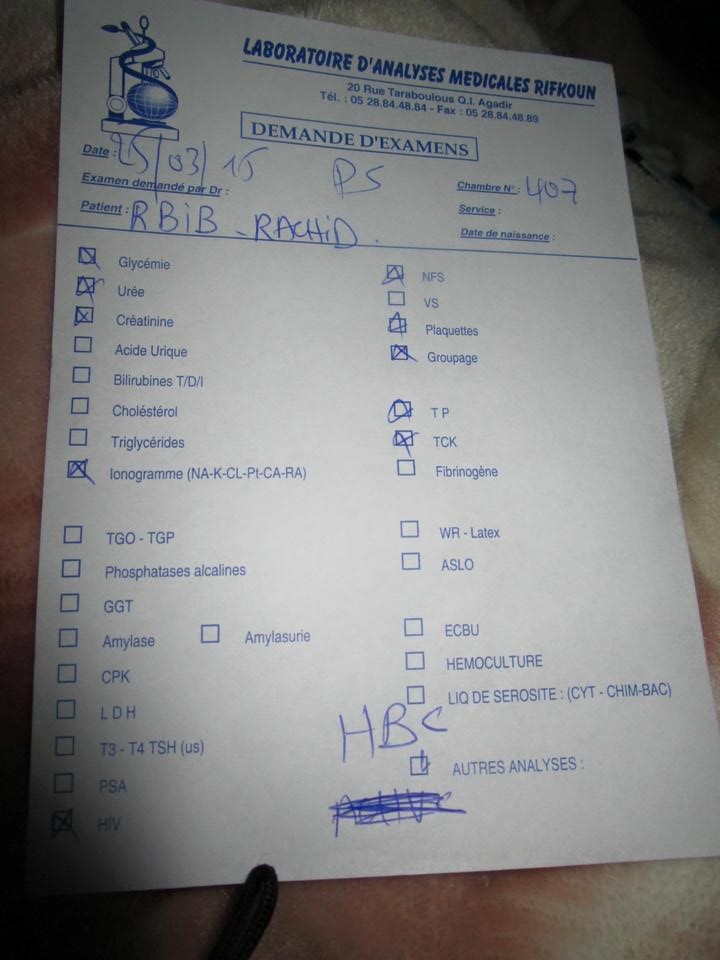 LABORATOIRE D'ANALYSES MEDICALES RIFKOUN
20 Rue Taraboulous Q.I. Agadir
Tél. : 05 28.84.48.84 - Fax : 05 28.84.48.89
DEMANDE D'EXAMENS
Date : 25/03/15
PS
Examen demandé par Dr :
Chambre N° : 407
Patient : RBIB - RACHID.
Service :
Date de naissance :
Glycémie
Urée
Créatinine
Acide Urique
Bilirubines T/D/I
Choléstérol
Triglycérides
Ionogramme (NA-K-CL-PI-CA-RA)
TGO - TGP
Phosphatases alcalines
GGT
Amylase Amylasurie
CPK
L D H
T3 - T4 TSH (us)
PSA
HIV
NFS
VS
Plaquettes
Groupage
T P
TCK
Fibrinogène
WR - Latex
ASLO
ECBU
HEMOCULTURE
LIQ DE SEROSITE : (CYT - CHIM-BAC)
HBC
AUTRES ANALYSES :